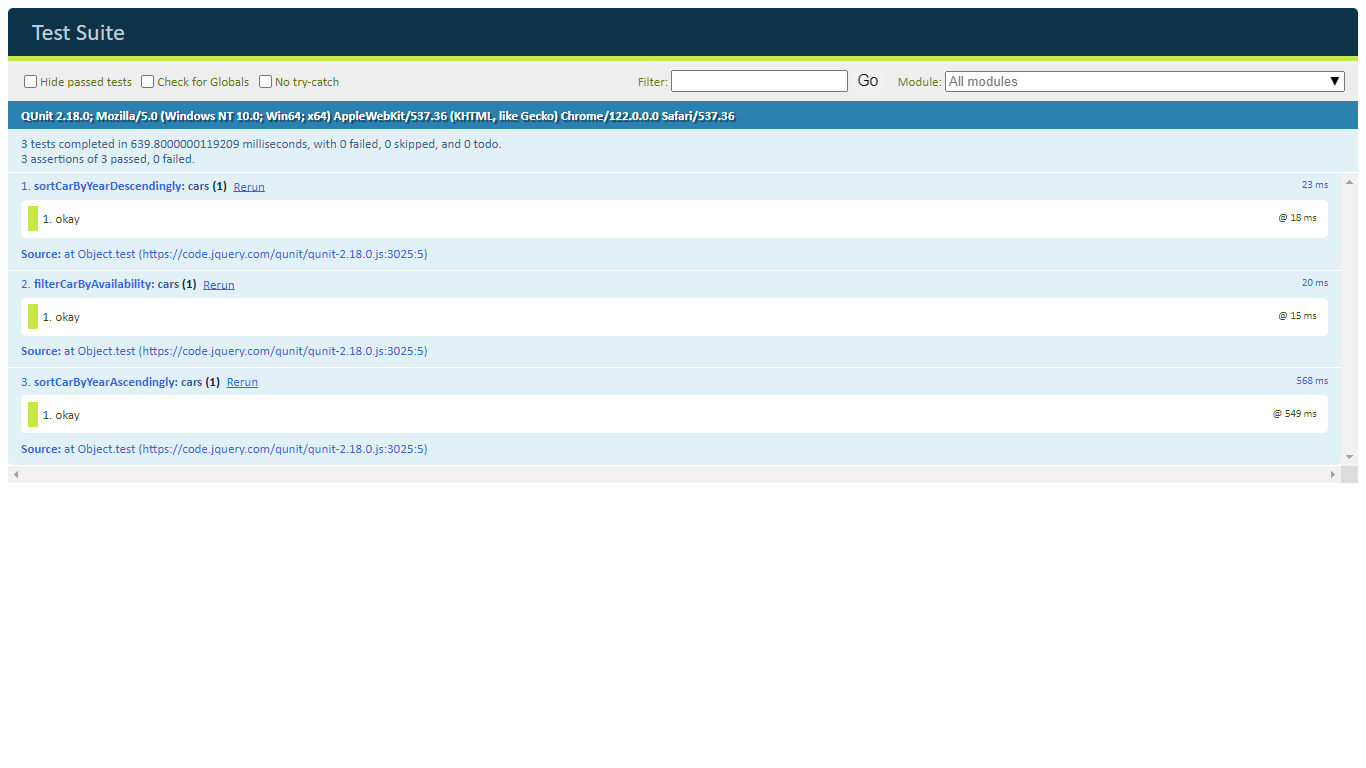 Test Suite
Hide passed tests Check for Globals No try-catch Filter: Go Module: All modules ▼
QUnit 2.18.0; Mozilla/5.0 (Windows NT 10.0; Win64; x64) AppleWebKit/537.36 (KHTML, like Gecko) Chrome/122.0.0.0 Safari/537.36
3 tests completed in 639.8000000119209 milliseconds, with 0 failed, 0 skipped, and 0 todo.
3 assertions of 3 passed, 0 failed.
1. sortCarByYearDescendingly: cars (1) Rerun 23 ms
1. okay @ 18 ms
Source: at Object.test (https://code.jquery.com/qunit/qunit-2.18.0.js:3025:5)
2. filterCarByAvailability: cars (1) Rerun 20 ms
1. okay @ 15 ms
Source: at Object.test (https://code.jquery.com/qunit/qunit-2.18.0.js:3025:5)
3. sortCarByYearAscendingly: cars (1) Rerun 568 ms
1. okay @ 549 ms
Source: at Object.test (https://code.jquery.com/qunit/qunit-2.18.0.js:3025:5)